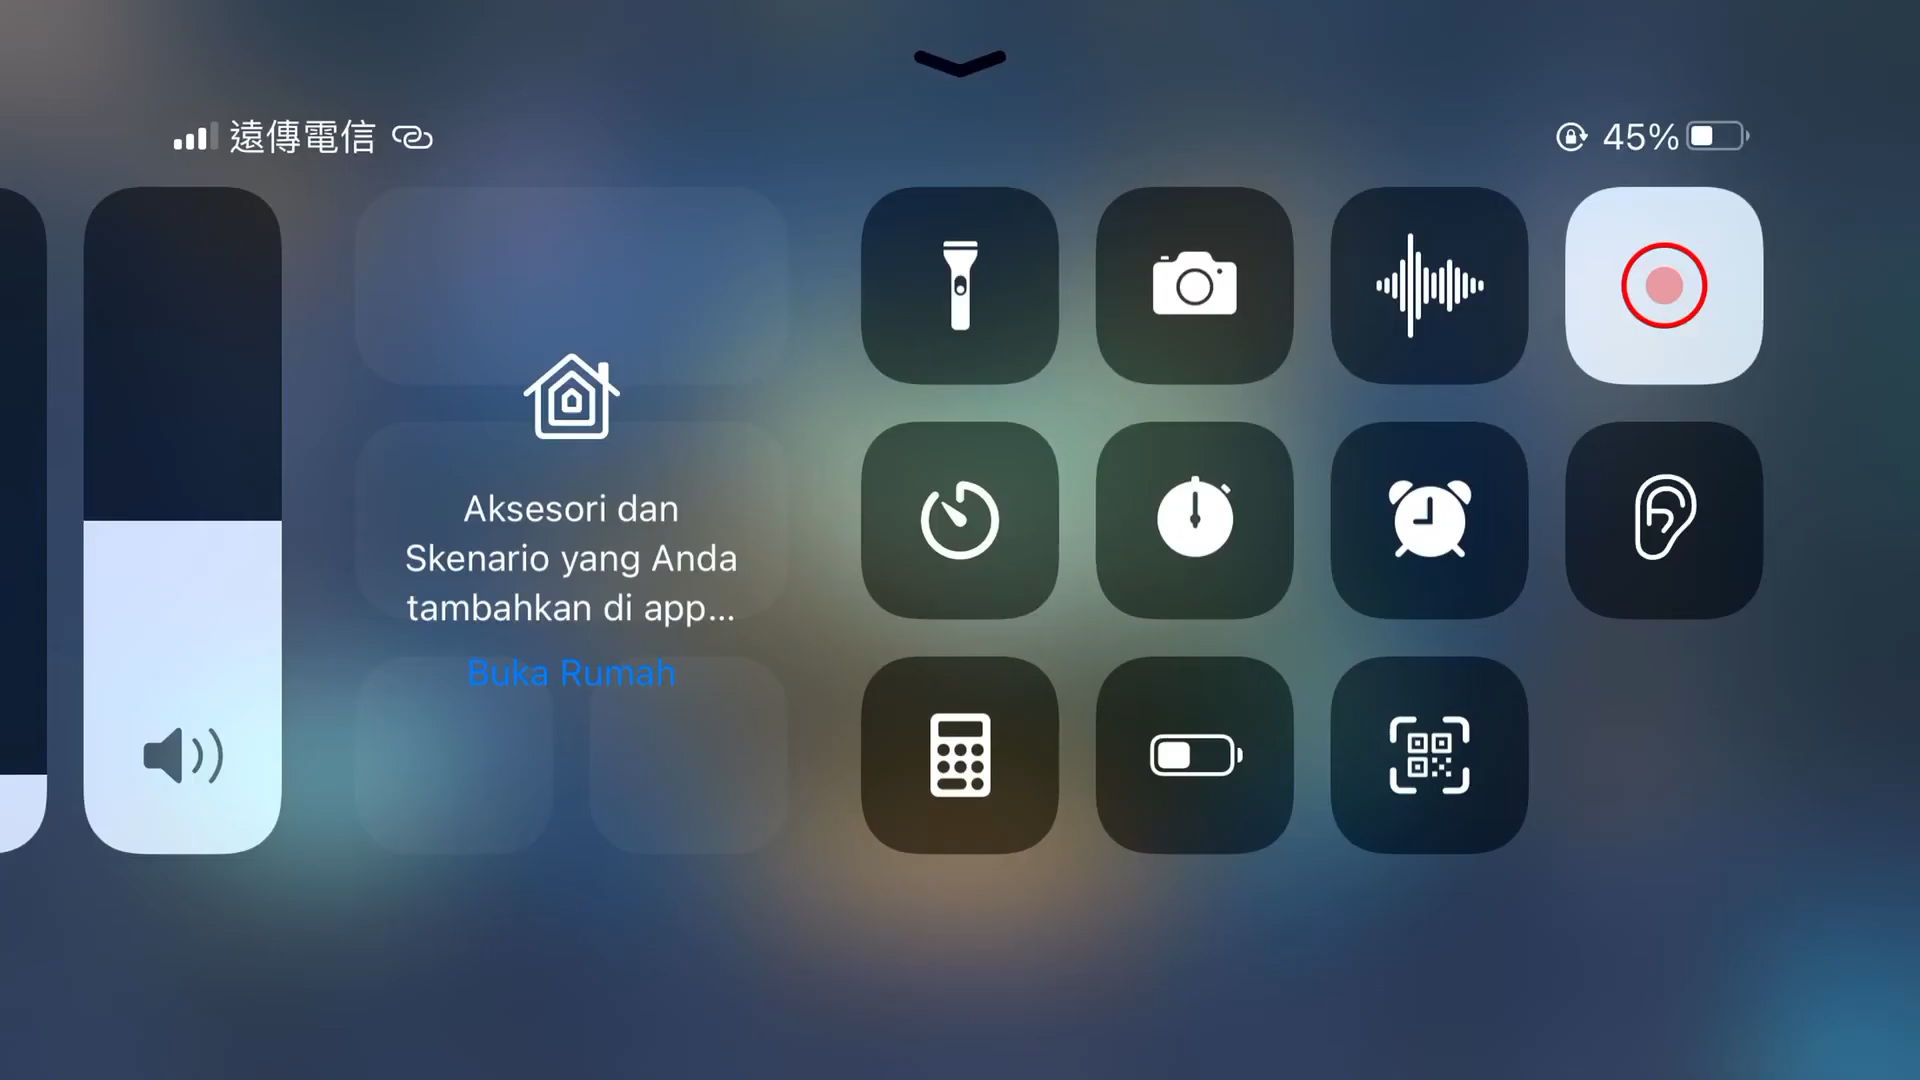 遠傳電信
45%
Aksesori dan
Skenario yang Anda
tambahkan di app...
Buka Rumah